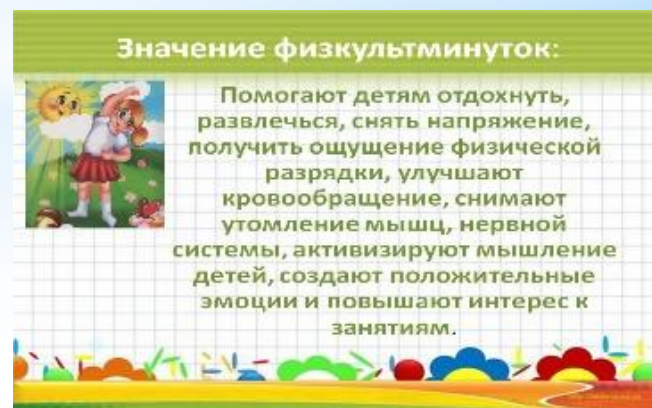 Значение физкультминуток:
Помогают детям отдохнуть,
развлечься, снять напряжение,
получить ощущение физической
разрядки, улучшают
кровообращение, снимают
утомление мышц, нервной
системы, активизируют мышление
детей, создают положительные
эмоции и повышают интерес к
занятиям.